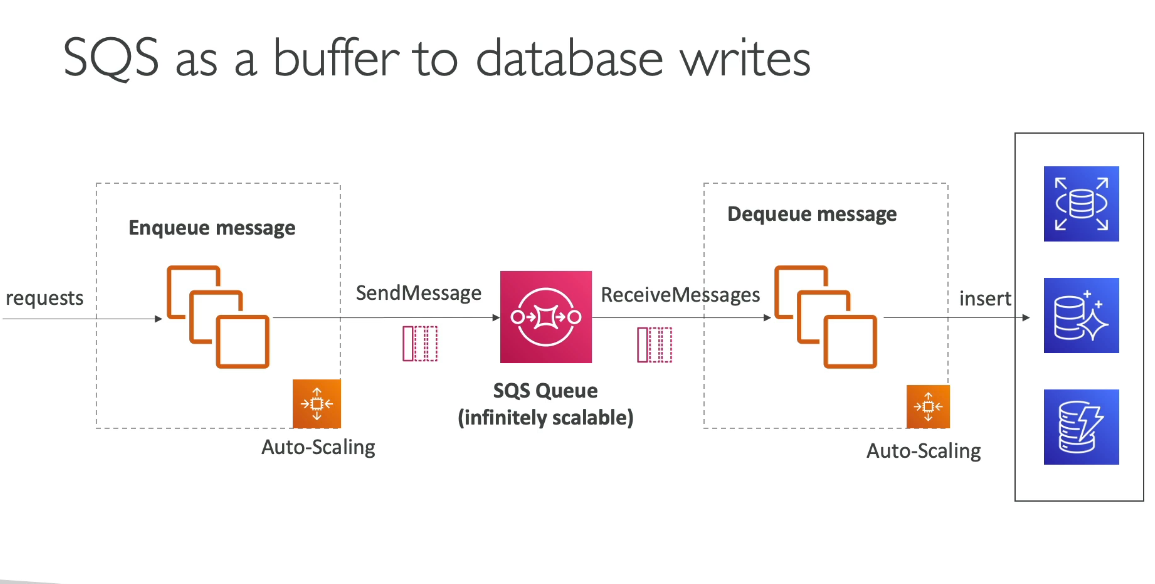 SQS as a buffer to database writes
Enqueue message
Dequeue message
requests
SendMessage
ReceiveMessages
insert
SQS Queue
(infinitely scalable)
Auto-Scaling
Auto-Scaling